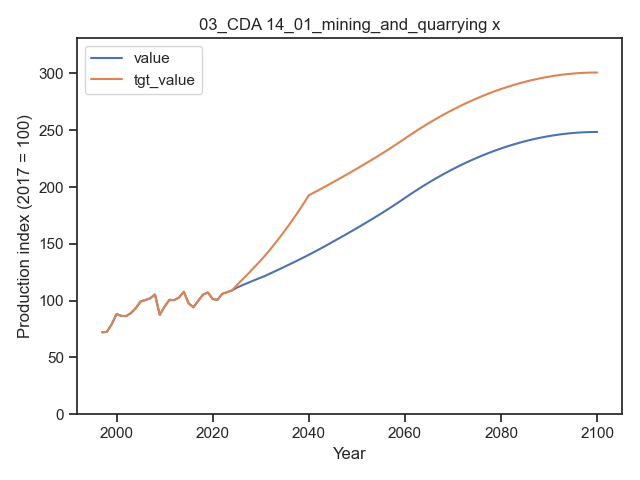 03_CDA 14_01_mining_and_quarrying x
value
tgt_value
Production index (2017 = 100)
300
250
200
150
100
50
0
2000 2020 2040 2060 2080 2100
Year